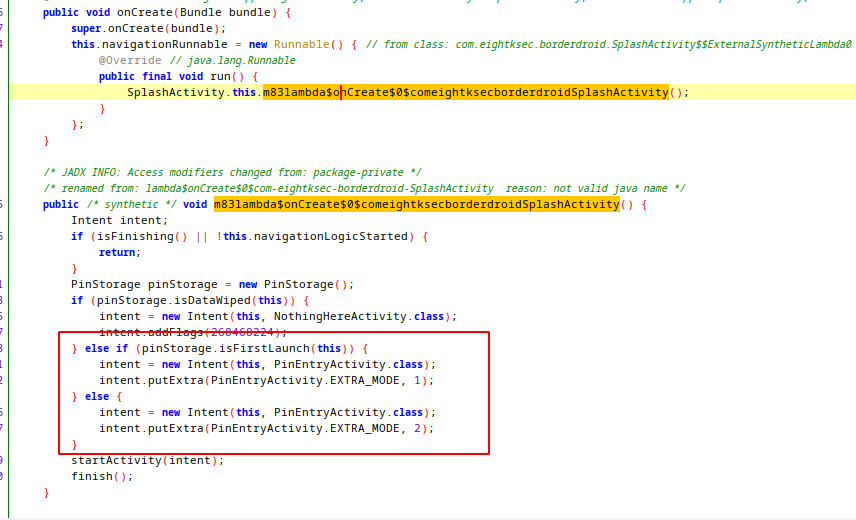 public void onCreate(Bundle bundle) {
super.onCreate(bundle);
this.navigationRunnable = new Runnable() { // from class: com.eightksec.borderdroid.SplashActivity$$ExternalSyntheticLambda0
@Override // java.lang.Runnable
public final void run() {
SplashActivity.this.m83lambda$onCreate$0$comeightksecborderdroidSplashActivity();
}
};
}
/* JADX INFO: Access modifiers changed from: package-private */
/* renamed from: lambda$onCreate$0$com-eightksec-borderdroid-SplashActivity  reason: not valid java name */
public /* synthetic */ void m83lambda$onCreate$0$comeightksecborderdroidSplashActivity() {
Intent intent;
if (isFinishing() || !this.navigationLogicStarted) {
return;
}
PinStorage pinStorage = new PinStorage();
if (pinStorage.isDataWiped(this)) {
intent = new Intent(this, NothingHereActivity.class);
intent.addFlags(268468224);
} else if (pinStorage.isFirstLaunch(this)) {
intent = new Intent(this, PinEntryActivity.class);
intent.putExtra(PinEntryActivity.EXTRA_MODE, 1);
} else {
intent = new Intent(this, PinEntryActivity.class);
intent.putExtra(PinEntryActivity.EXTRA_MODE, 2);
}
startActivity(intent);
finish();
}